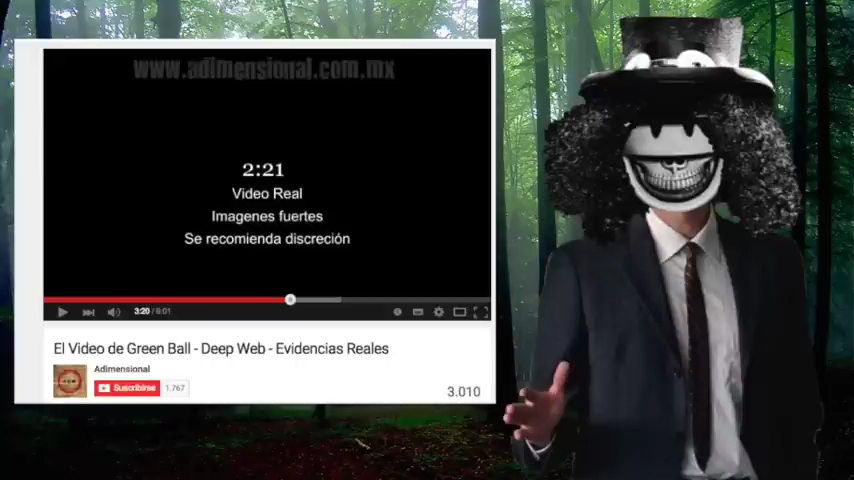 www.adimensional.com.mx
2:21
Video Real
Imagenes fuertes
Se recomienda discreción
3:20 / 6:01
El Video de Green Ball - Deep Web - Evidencias Reales
Adimensional
Suscribirse 1.767
3.010